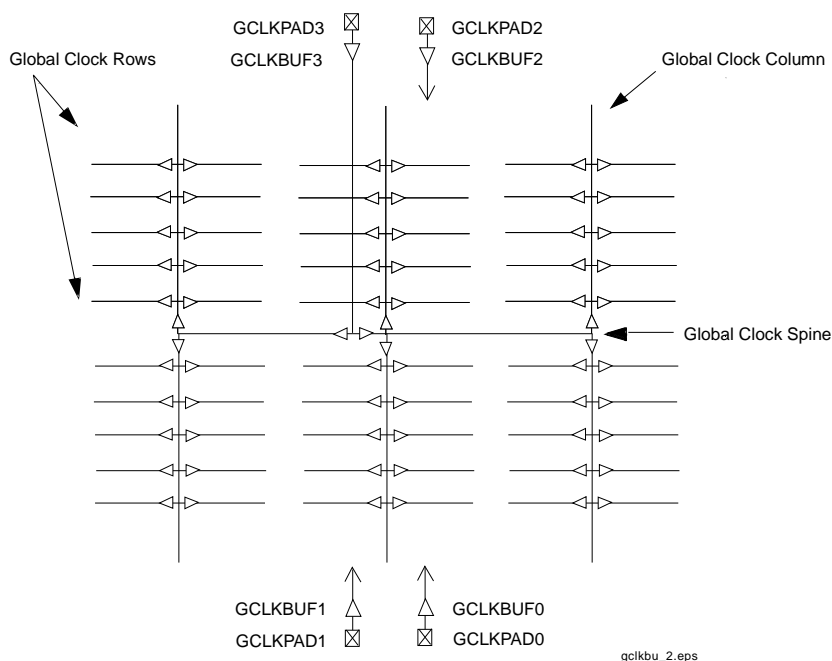 GCLKPAD3 GCLKPAD2
GCLKBUF3 GCLKBUF2
Global Clock Rows
Global Clock Column
Global Clock Spine
GCLKBUF1 GCLKBUF0
GCLKPAD1 GCLKPAD0
gclkbu_2.eps